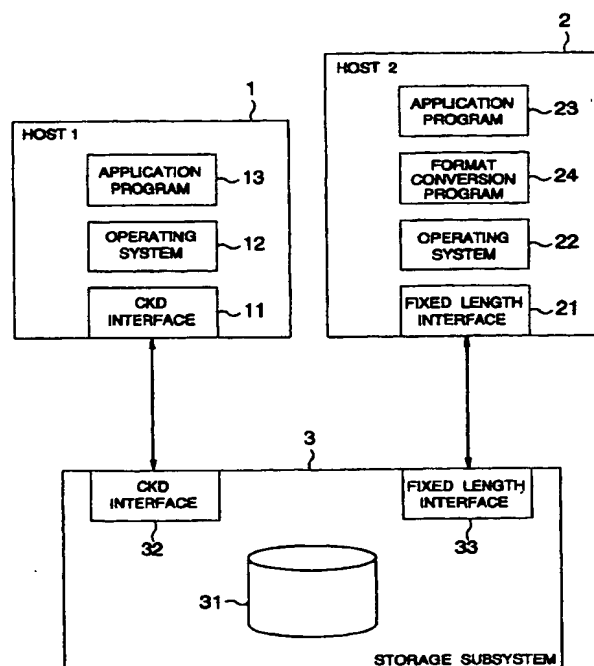 2
HOST 2
1
HOST 1
APPLICATION
PROGRAM
23
APPLICATION
PROGRAM
13
FORMAT
CONVERSION
PROGRAM
24
OPERATING
SYSTEM
12
OPERATING
SYSTEM
22
CKD
INTERFACE
11
FIXED LENGTH
INTERFACE
21
3
CKD
INTERFACE
32
FIXED LENGTH
INTERFACE
33
31
STORAGE SUBSYSTEM